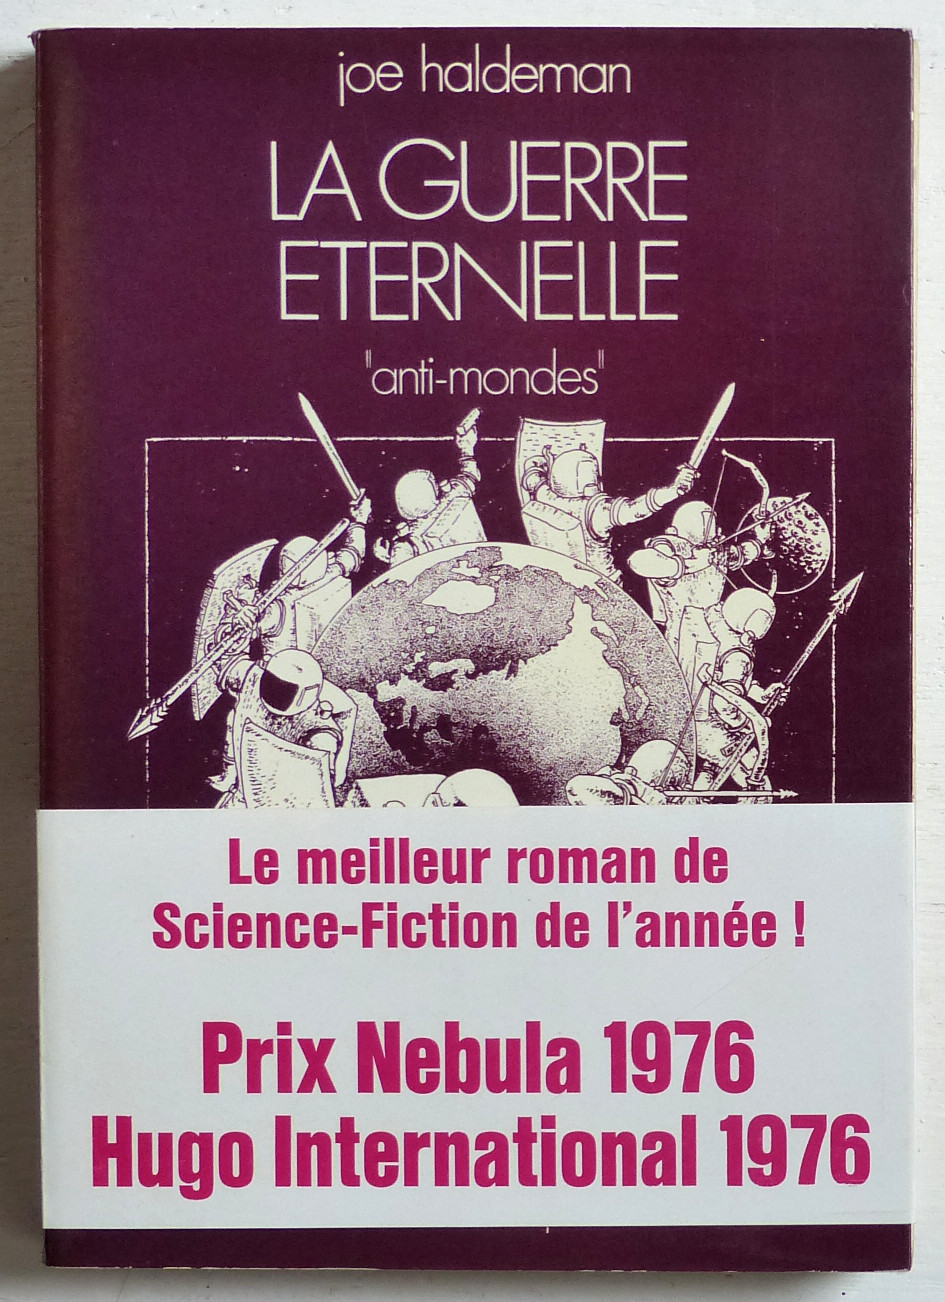 joe haldeman
LA GUERRE
ETERNELLE
"anti-mondes"
Le meilleur roman de
Science-Fiction de l'année !
Prix Nebula 1976
Hugo International 1976